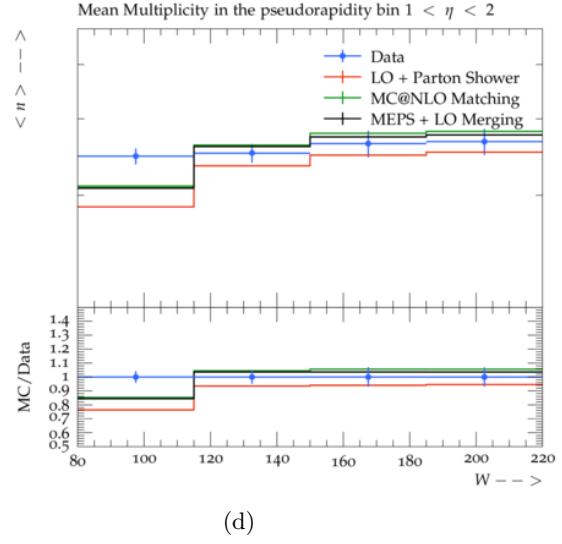 Mean Multiplicity in the pseudorapidity bin 1 < η < 2
< n > - - >
Data
LO + Parton Shower
MC@NLO Matching
MEPS + LO Merging
MC/Data
1.4
1.3
1.2
1.1
1
0.9
0.8
0.7
0.6
0.5
80 100 120 140 160 180 200 220
W - - >
(d)